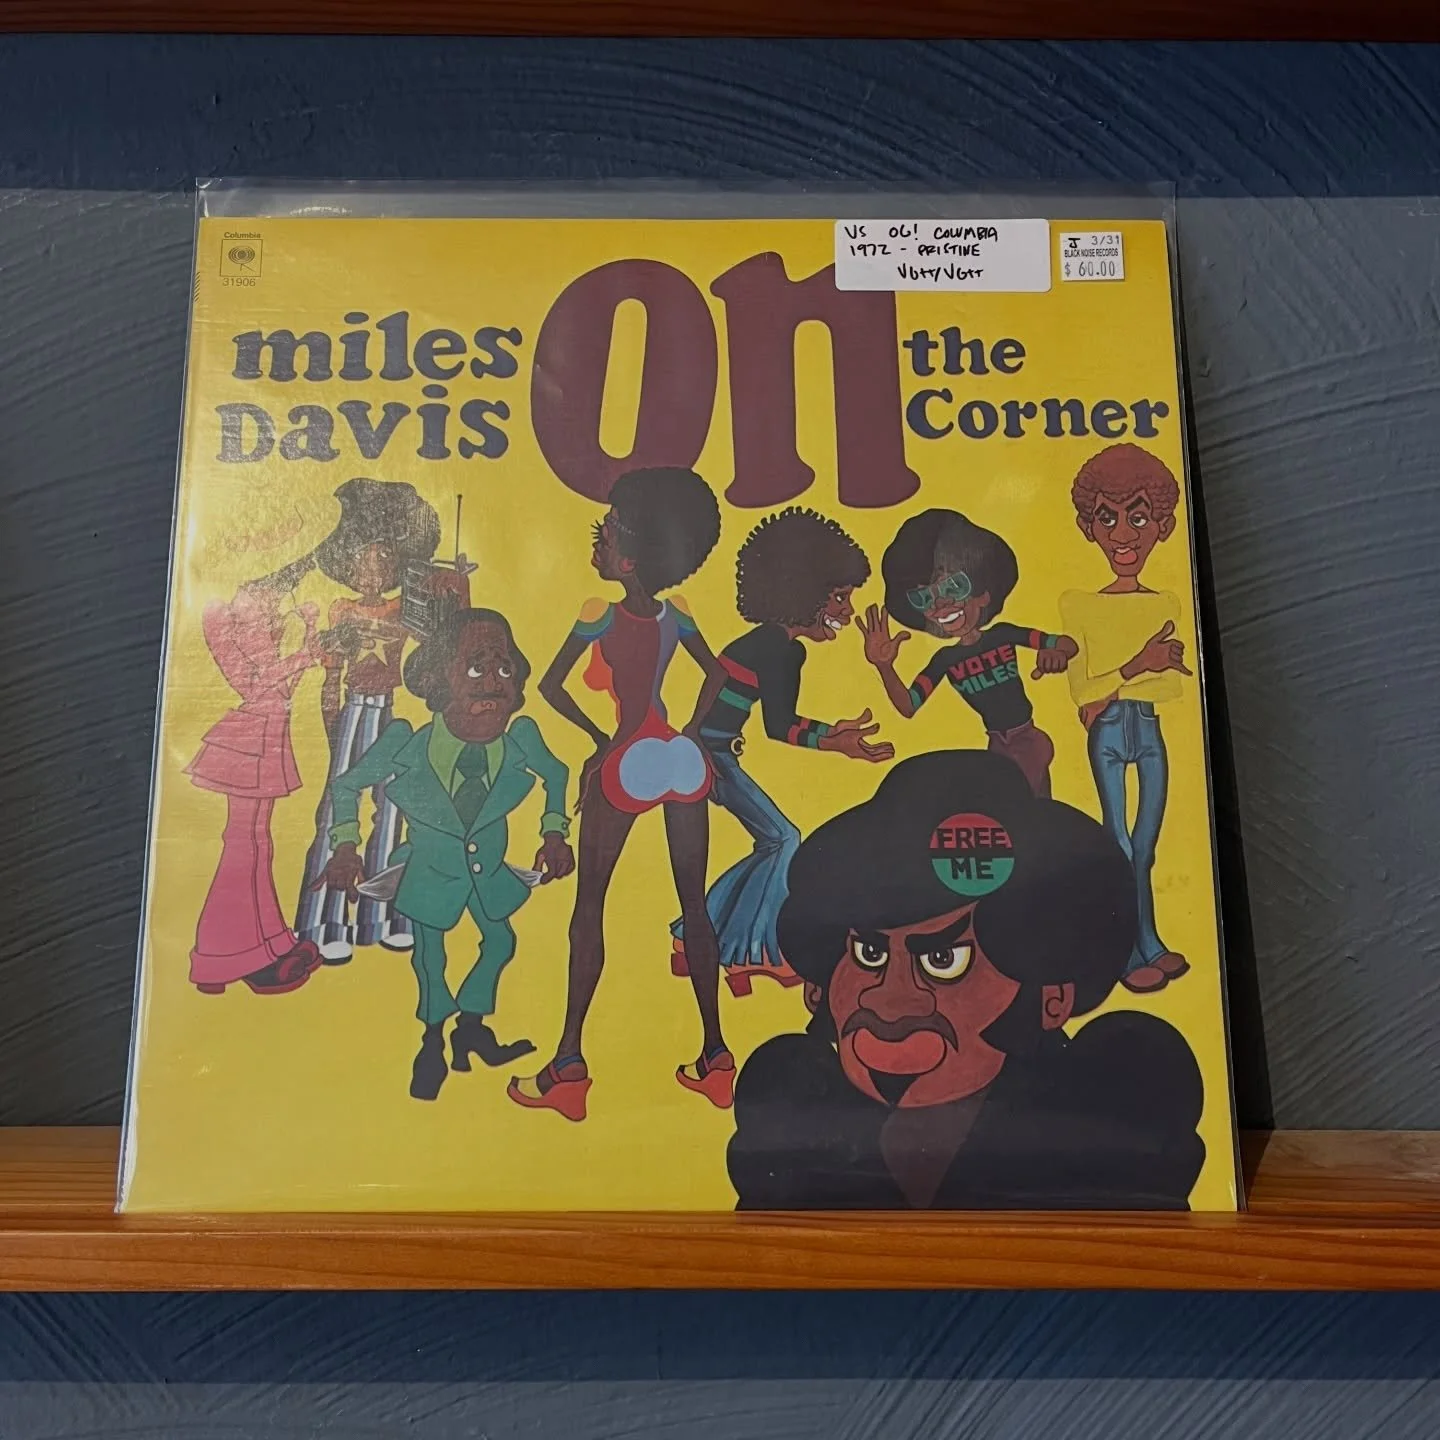 US OG! COLUMBIA
1972 - PRISTINE
VG++/VG++
J 3/31
BLACK NOISE RECORDS
$ 60.00
Columbia
31906
miles
Davis
on
the
Corner
VOTE
MILES
FREE
ME